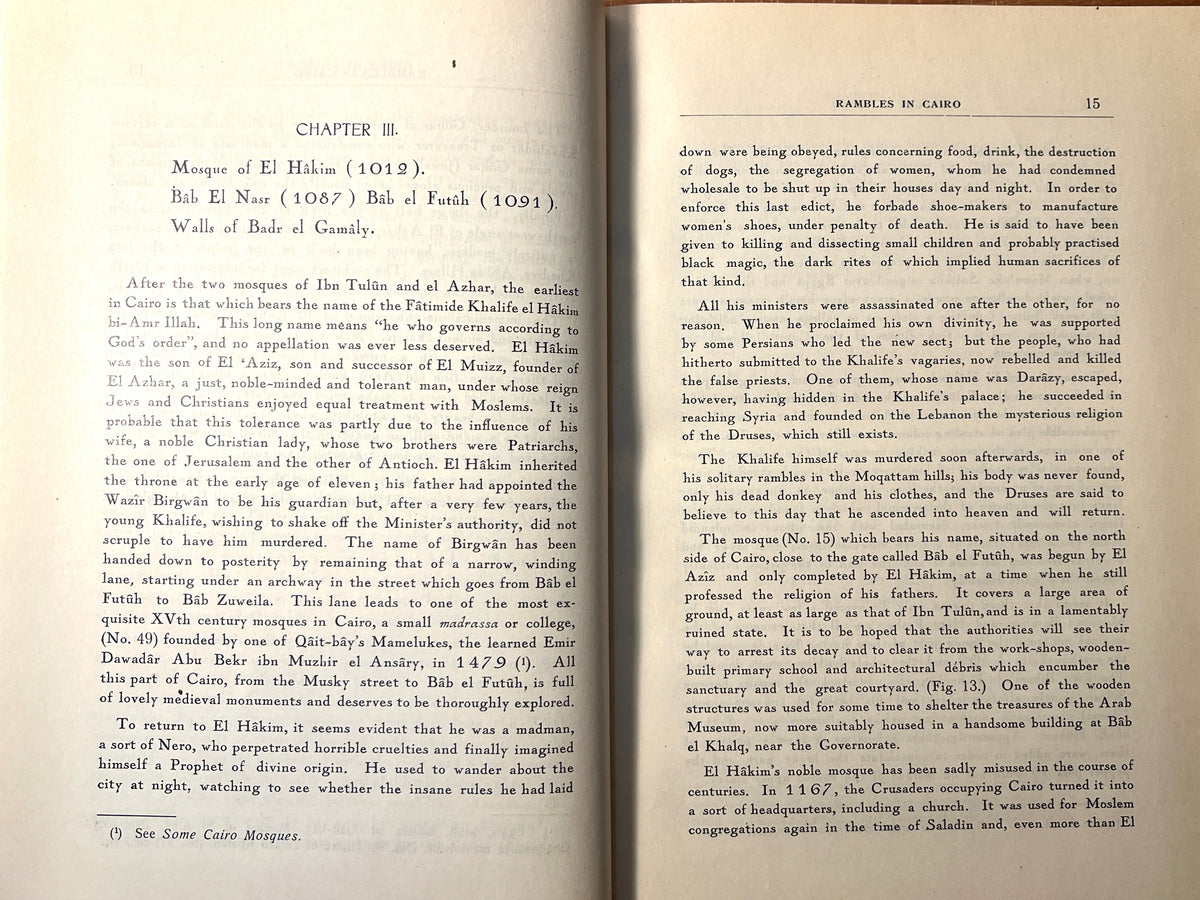 CHAPTER III.
Mosque of El Hâkim (1012).
Bâb El Nasr (1087) Bâb el Futûh (1091).
Walls of Badr el Gamâly.
After the two mosques of Ibn Tulûn and el Azhar, the earliest
in Cairo is that which bears the name of the Fâtimide Khalife el Hâkim
bi-Amr Illah. This long name means “he who governs according to
God's order”, and no appellation was ever less deserved. El Hâkim
was the son of El ‘Aziz, son and successor of El Muizz, founder of
El Azhar, a just, noble-minded and tolerant man, under whose reign
Jews and Christians enjoyed equal treatment with Moslems. It is
probable that this tolerance was partly due to the influence of his
wife, a noble Christian lady, whose two brothers were Patriarchs,
the one of Jerusalem and the other of Antioch. El Hâkim inherited
the throne at the early age of eleven; his father had appointed the
Wazîr Birgwân to be his guardian but, after a very few years, the
young Khalife, wishing to shake off the Minister's authority, did not
scruple to have him murdered. The name of Birgwân has been
handed down to posterity by remaining that of a narrow, winding
lane, starting under an archway in the street which goes from Bâb el
Futûh to Bâb Zuweila. This lane leads to one of the most ex-
quisite XVth century mosques in Cairo, a small madrassa or college,
(No. 49) founded by one of Qâit-bây's Mamelukes, the learned Emir
Dawadâr Abu Bekr ibn Muzhir el Ansâry, in 1479 (¹). All
this part of Cairo, from the Musky street to Bâb el Futûh, is full
of lovely medieval monuments and deserves to be thoroughly explored.
To return to El Hâkim, it seems evident that he was a madman,
a sort of Nero, who perpetrated horrible cruelties and finally imagined
himself a Prophet of divine origin. He used to wander about the
city at night, watching to see whether the insane rules he had laid
(¹) See Some Cairo Mosques.
RAMBLES IN CAIRO 15
down were being obeyed, rules concerning food, drink, the destruction
of dogs, the segregation of women, whom he had condemned
wholesale to be shut up in their houses day and night. In order to
enforce this last edict, he forbade shoe-makers to manufacture
women's shoes, under penalty of death. He is said to have been
given to killing and dissecting small children and probably practised
black magic, the dark rites of which implied human sacrifices of
that kind.
All his ministers were assassinated one after the other, for no
reason. When he proclaimed his own divinity, he was supported
by some Persians who led the new sect; but the people, who had
hitherto submitted to the Khalife's vagaries, now rebelled and killed
the false priests. One of them, whose name was Darâzy, escaped,
however, having hidden in the Khalife's palace; he succeeded in
reaching Syria and founded on the Lebanon the mysterious religion
of the Druses, which still exists.
The Khalife himself was murdered soon afterwards, in one of
his solitary rambles in the Moqattam hills; his body was never found,
only his dead donkey and his clothes, and the Druses are said to
believe to this day that he ascended into heaven and will return.
The mosque (No. 15) which bears his name, situated on the north
side of Cairo, close to the gate called Bâb el Futûh, was begun by El
Azîz and only completed by El Hâkim, at a time when he still
professed the religion of his fathers. It covers a large area of
ground, at least as large as that of Ibn Tulûn, and is in a lamentably
ruined state. It is to be hoped that the authorities will see their
way to arrest its decay and to clear it from the work-shops, wooden-
built primary school and architectural débris which encumber the
sanctuary and the great courtyard. (Fig. 13.) One of the wooden
structures was used for some time to shelter the treasures of the Arab
Museum, now more suitably housed in a handsome building at Bâb
el Khalq, near the Governorate.
El Hâkim's noble mosque has been sadly misused in the course of
centuries. In 1167, the Crusaders occupying Cairo turned it into
a sort of headquarters, including a church. It was used for Moslem
congregations again in the time of Saladin and, even more than El